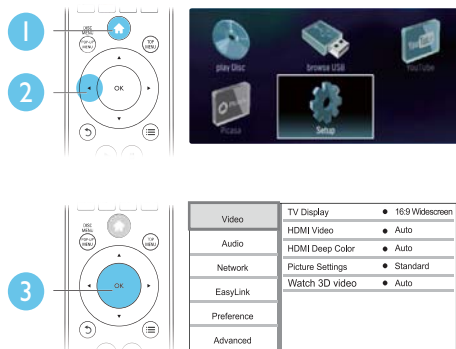 1
DISC
MENU
POP-UP
MENU
TOP
MENU
2
OK
play Disc
browse USB
YouTube
You Tube
Picasa
Setup
DISC
MENU
POP-UP
MENU
TOP
MENU
3
OK
Video
Audio
Network
EasyLink
Preference
Advanced
TV Display ● 16:9 Widescreen
HDMI Video ● Auto
HDMI Deep Color ● Auto
Picture Settings ● Standard
Watch 3D video ● Auto